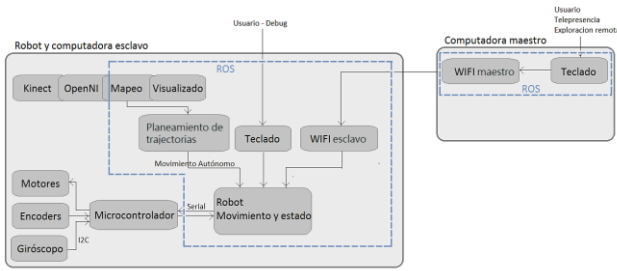 Usuario - Debug
Usuario
Telepresencia
Exploracion remota
Robot y computadora esclavo
Computadora maestro
ROS
Kinect
OpenNI
Mapeo
Visualizado
WIFI maestro
Teclado
ROS
Planeamiento de
trajectorias
Teclado
WIFI esclavo
Movimiento Autónomo
Motores
Encoders
Giróscopo
I2C
Microcontrolador
Serial
Robot
Movimiento y estado